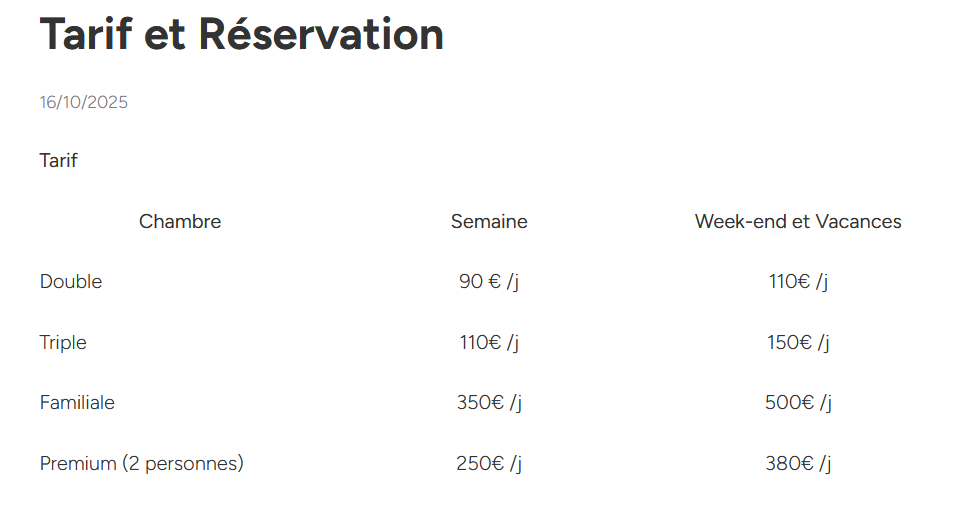 Tarif et Réservation
16/10/2025
Tarif
Chambre Semaine Week-end et Vacances
Double 90 € /j 110€ /j
Triple 110€ /j 150€ /j
Familiale 350€ /j 500€ /j
Premium (2 personnes) 250€ /j 380€ /j